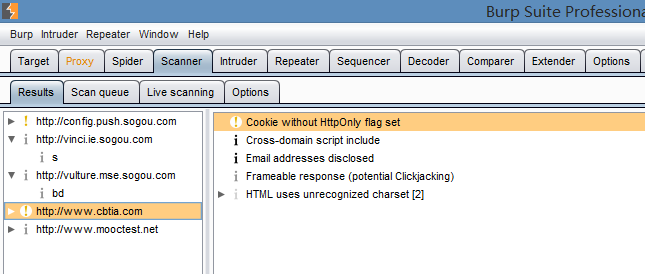 Burp Suite Professiona
Burp Intruder Repeater Window Help
Target Proxy Spider Scanner Intruder Repeater Sequencer Decoder Comparer Extender Options
Results Scan queue Live scanning Options
http://config.push.sogou.com
http://vinci.ie.sogou.com
s
http://vulture.mse.sogou.com
bd
http://www.cbtia.com
http://www.mooctest.net
Cookie without HttpOnly flag set
Cross-domain script include
Email addresses disclosed
Frameable response (potential Clickjacking)
HTML uses unrecognized charset [2]